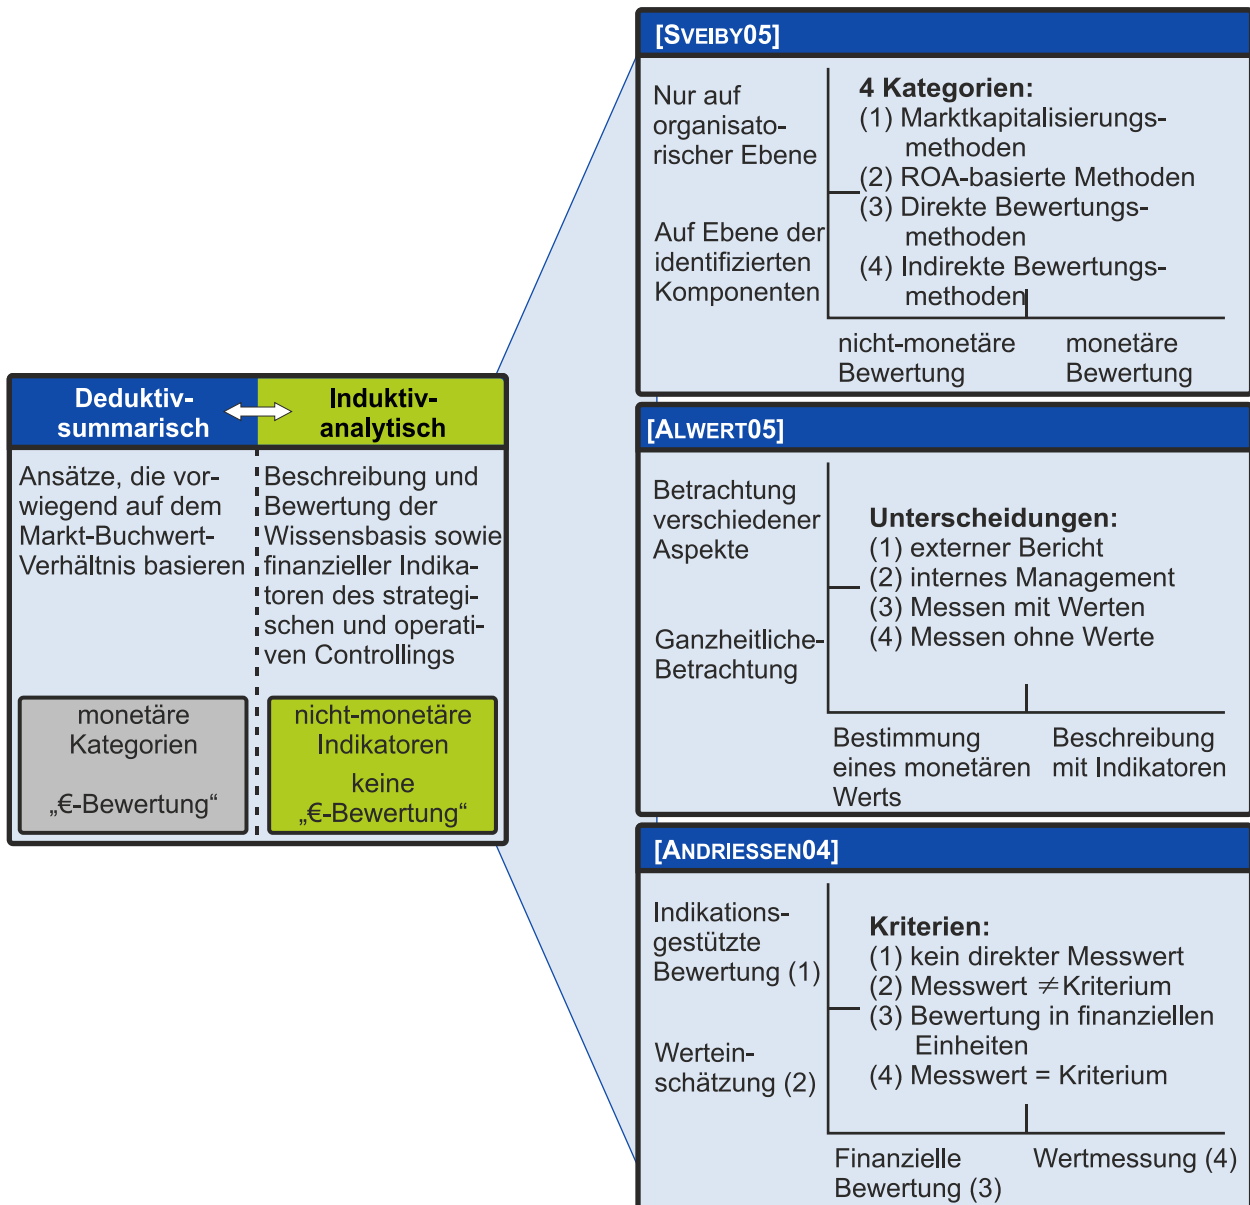 Deduktiv-
summarisch
Induktiv-
analytisch
Ansätze, die vor-
wiegend auf dem
Markt-Buchwert-
Verhältnis basieren
Beschreibung und
Bewertung der
Wissensbasis sowie
finanzieller Indika-
toren des strategi-
schen und operati-
ven Controllings
monetäre
Kategorien
„€-Bewertung“
nicht-monetäre
Indikatoren
keine
„€-Bewertung“
[SVEIBY05]
Nur auf
organisato-
rischer Ebene
Auf Ebene der
identifizierten
Komponenten
4 Kategorien:
(1) Marktkapitalisierungs-
methoden
(2) ROA-basierte Methoden
(3) Direkte Bewertungs-
methoden
(4) Indirekte Bewertungs-
methoden
nicht-monetäre
Bewertung
monetäre
Bewertung
[ALWERT05]
Betrachtung
verschiedener
Aspekte
Ganzheitliche-
Betrachtung
Unterscheidungen:
(1) externer Bericht
(2) internes Management
(3) Messen mit Werten
(4) Messen ohne Werte
Bestimmung
eines monetären
Werts
Beschreibung
mit Indikatoren
[ANDRIESSEN04]
Indikations-
gestützte
Bewertung (1)
Wertein-
schätzung (2)
Kriterien:
(1) kein direkter Messwert
(2) Messwert ≠Kriterium
(3) Bewertung in finanziellen
Einheiten
(4) Messwert = Kriterium
Finanzielle
Bewertung (3)
Wertmessung (4)